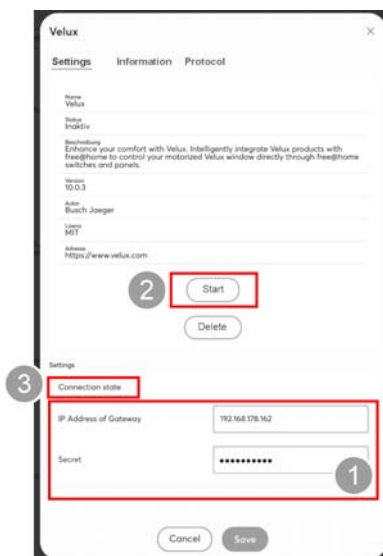 Velux
Settings Information Protocol
Name
Velux
Status
Inaktiv
Beschreibung
Enhance your comfort with Velux. Intelligently integrate Velux products with
free@home to control your motorized Velux window directly through free@home
switches and panels.
Version
10.0.3
Autor
Busch Jaeger
Lizenz
MIT
Adresse
https://www.velux.com
2
Start
Delete
Settings
3
Connection state
IP Address of Gateway 192.168.178.162
Secret ●●●●●●●●●●
1
Cancel Save